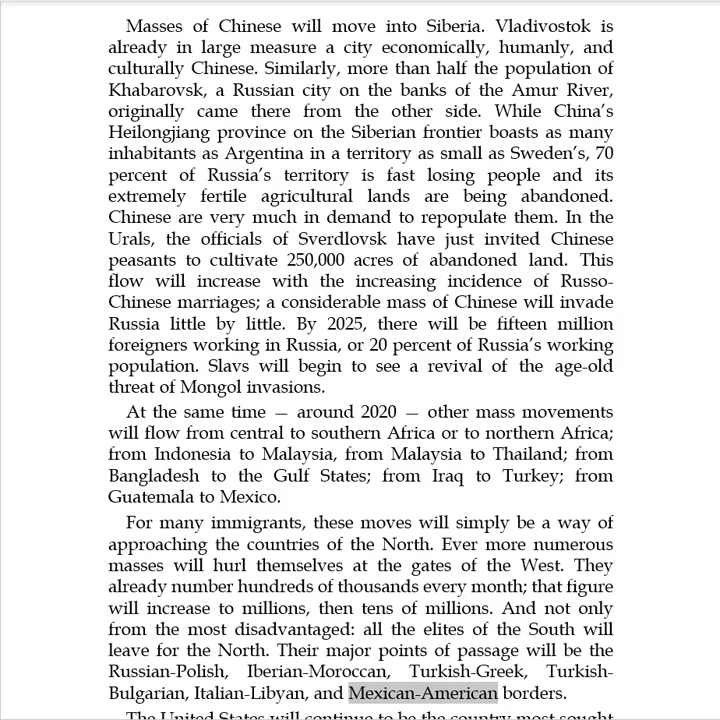 Masses of Chinese will move into Siberia. Vladivostok is
already in large measure a city economically, humanly, and
culturally Chinese. Similarly, more than half the population of
Khabarovsk, a Russian city on the banks of the Amur River,
originally came there from the other side. While China’s
Heilongjiang province on the Siberian frontier boasts as many
inhabitants as Argentina in a territory as small as Sweden’s, 70
percent of Russia’s territory is fast losing people and its
extremely fertile agricultural lands are being abandoned.
Chinese are very much in demand to repopulate them. In the
Urals, the officials of Sverdlovsk have just invited Chinese
peasants to cultivate 250,000 acres of abandoned land. This
flow will increase with the increasing incidence of Russo-
Chinese marriages; a considerable mass of Chinese will invade
Russia little by little. By 2025, there will be fifteen million
foreigners working in Russia, or 20 percent of Russia’s working
population. Slavs will begin to see a revival of the age-old
threat of Mongol invasions.
At the same time — around 2020 — other mass movements
will flow from central to southern Africa or to northern Africa;
from Indonesia to Malaysia, from Malaysia to Thailand; from
Bangladesh to the Gulf States; from Iraq to Turkey; from
Guatemala to Mexico.
For many immigrants, these moves will simply be a way of
approaching the countries of the North. Ever more numerous
masses will hurl themselves at the gates of the West. They
already number hundreds of thousands every month; that figure
will increase to millions, then tens of millions. And not only
from the most disadvantaged: all the elites of the South will
leave for the North. Their major points of passage will be the
Russian-Polish, Iberian-Moroccan, Turkish-Greek, Turkish-
Bulgarian, Italian-Libyan, and Mexican-American borders.
The United States will continue to be the country most sought